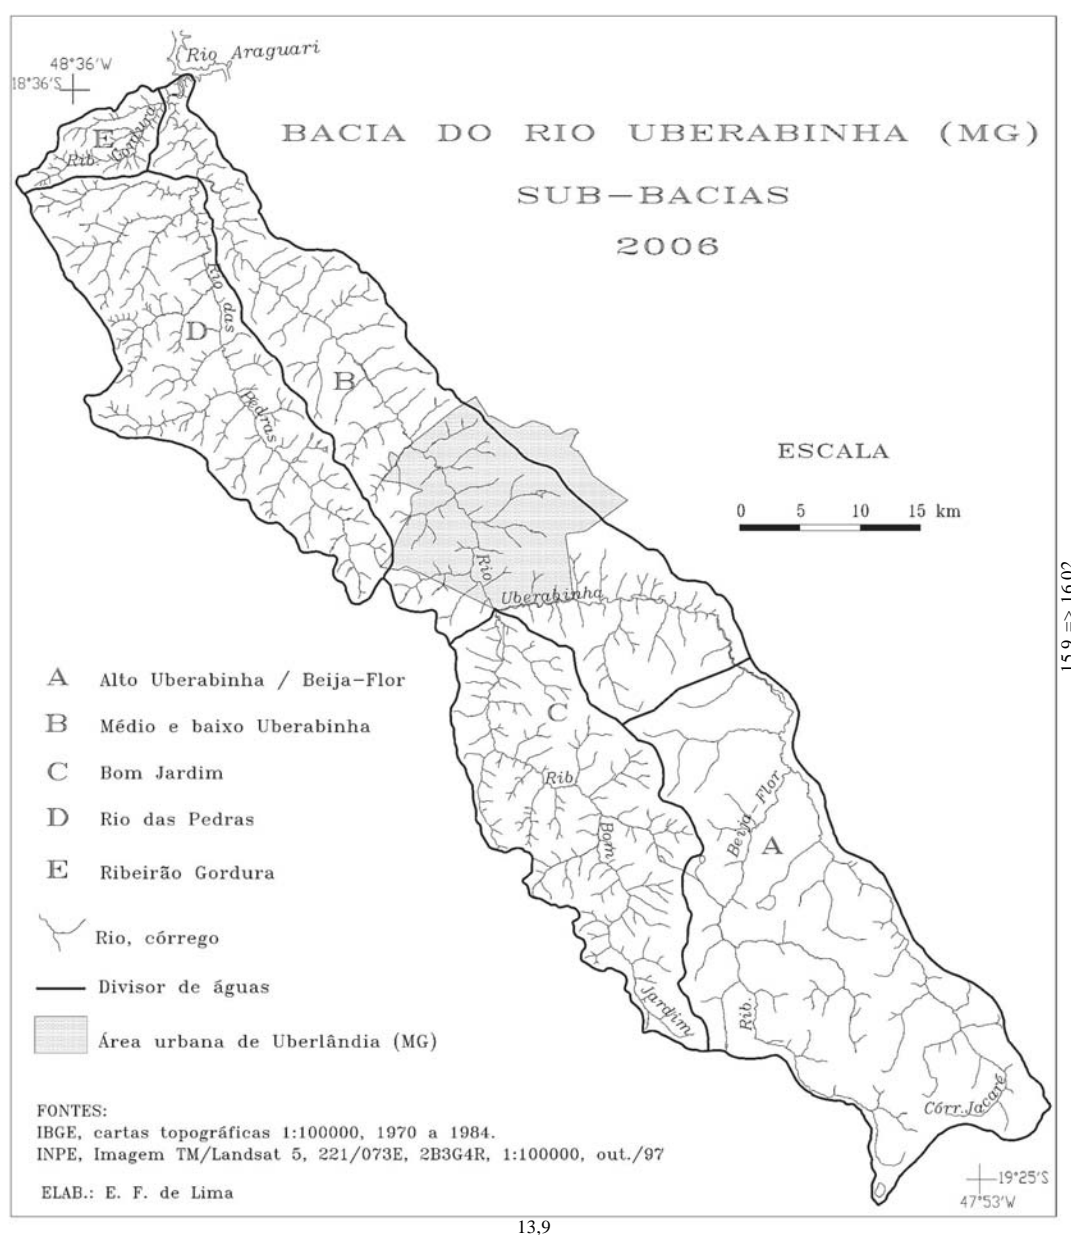 Rio Araguari
48°36'W
18°36'S
BACIA DO RIO UBERABINHA (MG)
SUB-BACIAS
2006
E
Rib. Gordura
Rio das
D
Pedras
B
ESCALA
0 5 10 15 km
Rio
Uberabinha
15,9 => 16,02
A Alto Uberabinha / Beija-Flor
B Médio e baixo Uberabinha
C Bom Jardim
D Rio das Pedras
E Ribeirão Gordura
Rio, córrego
Divisor de águas
Área urbana de Uberlândia (MG)
C
Rib.
Bom
Jardim
Beija-Flor
A
Rib.
Córr. Jacaré
FONTES:
IBGE, cartas topográficas 1:100000, 1970 a 1984.
INPE, Imagem TM/Landsat 5, 221/073E, 2B3G4R, 1:100000, out./97
ELAB.: E. F. de Lima
19°25'S
47°53'W
13,9